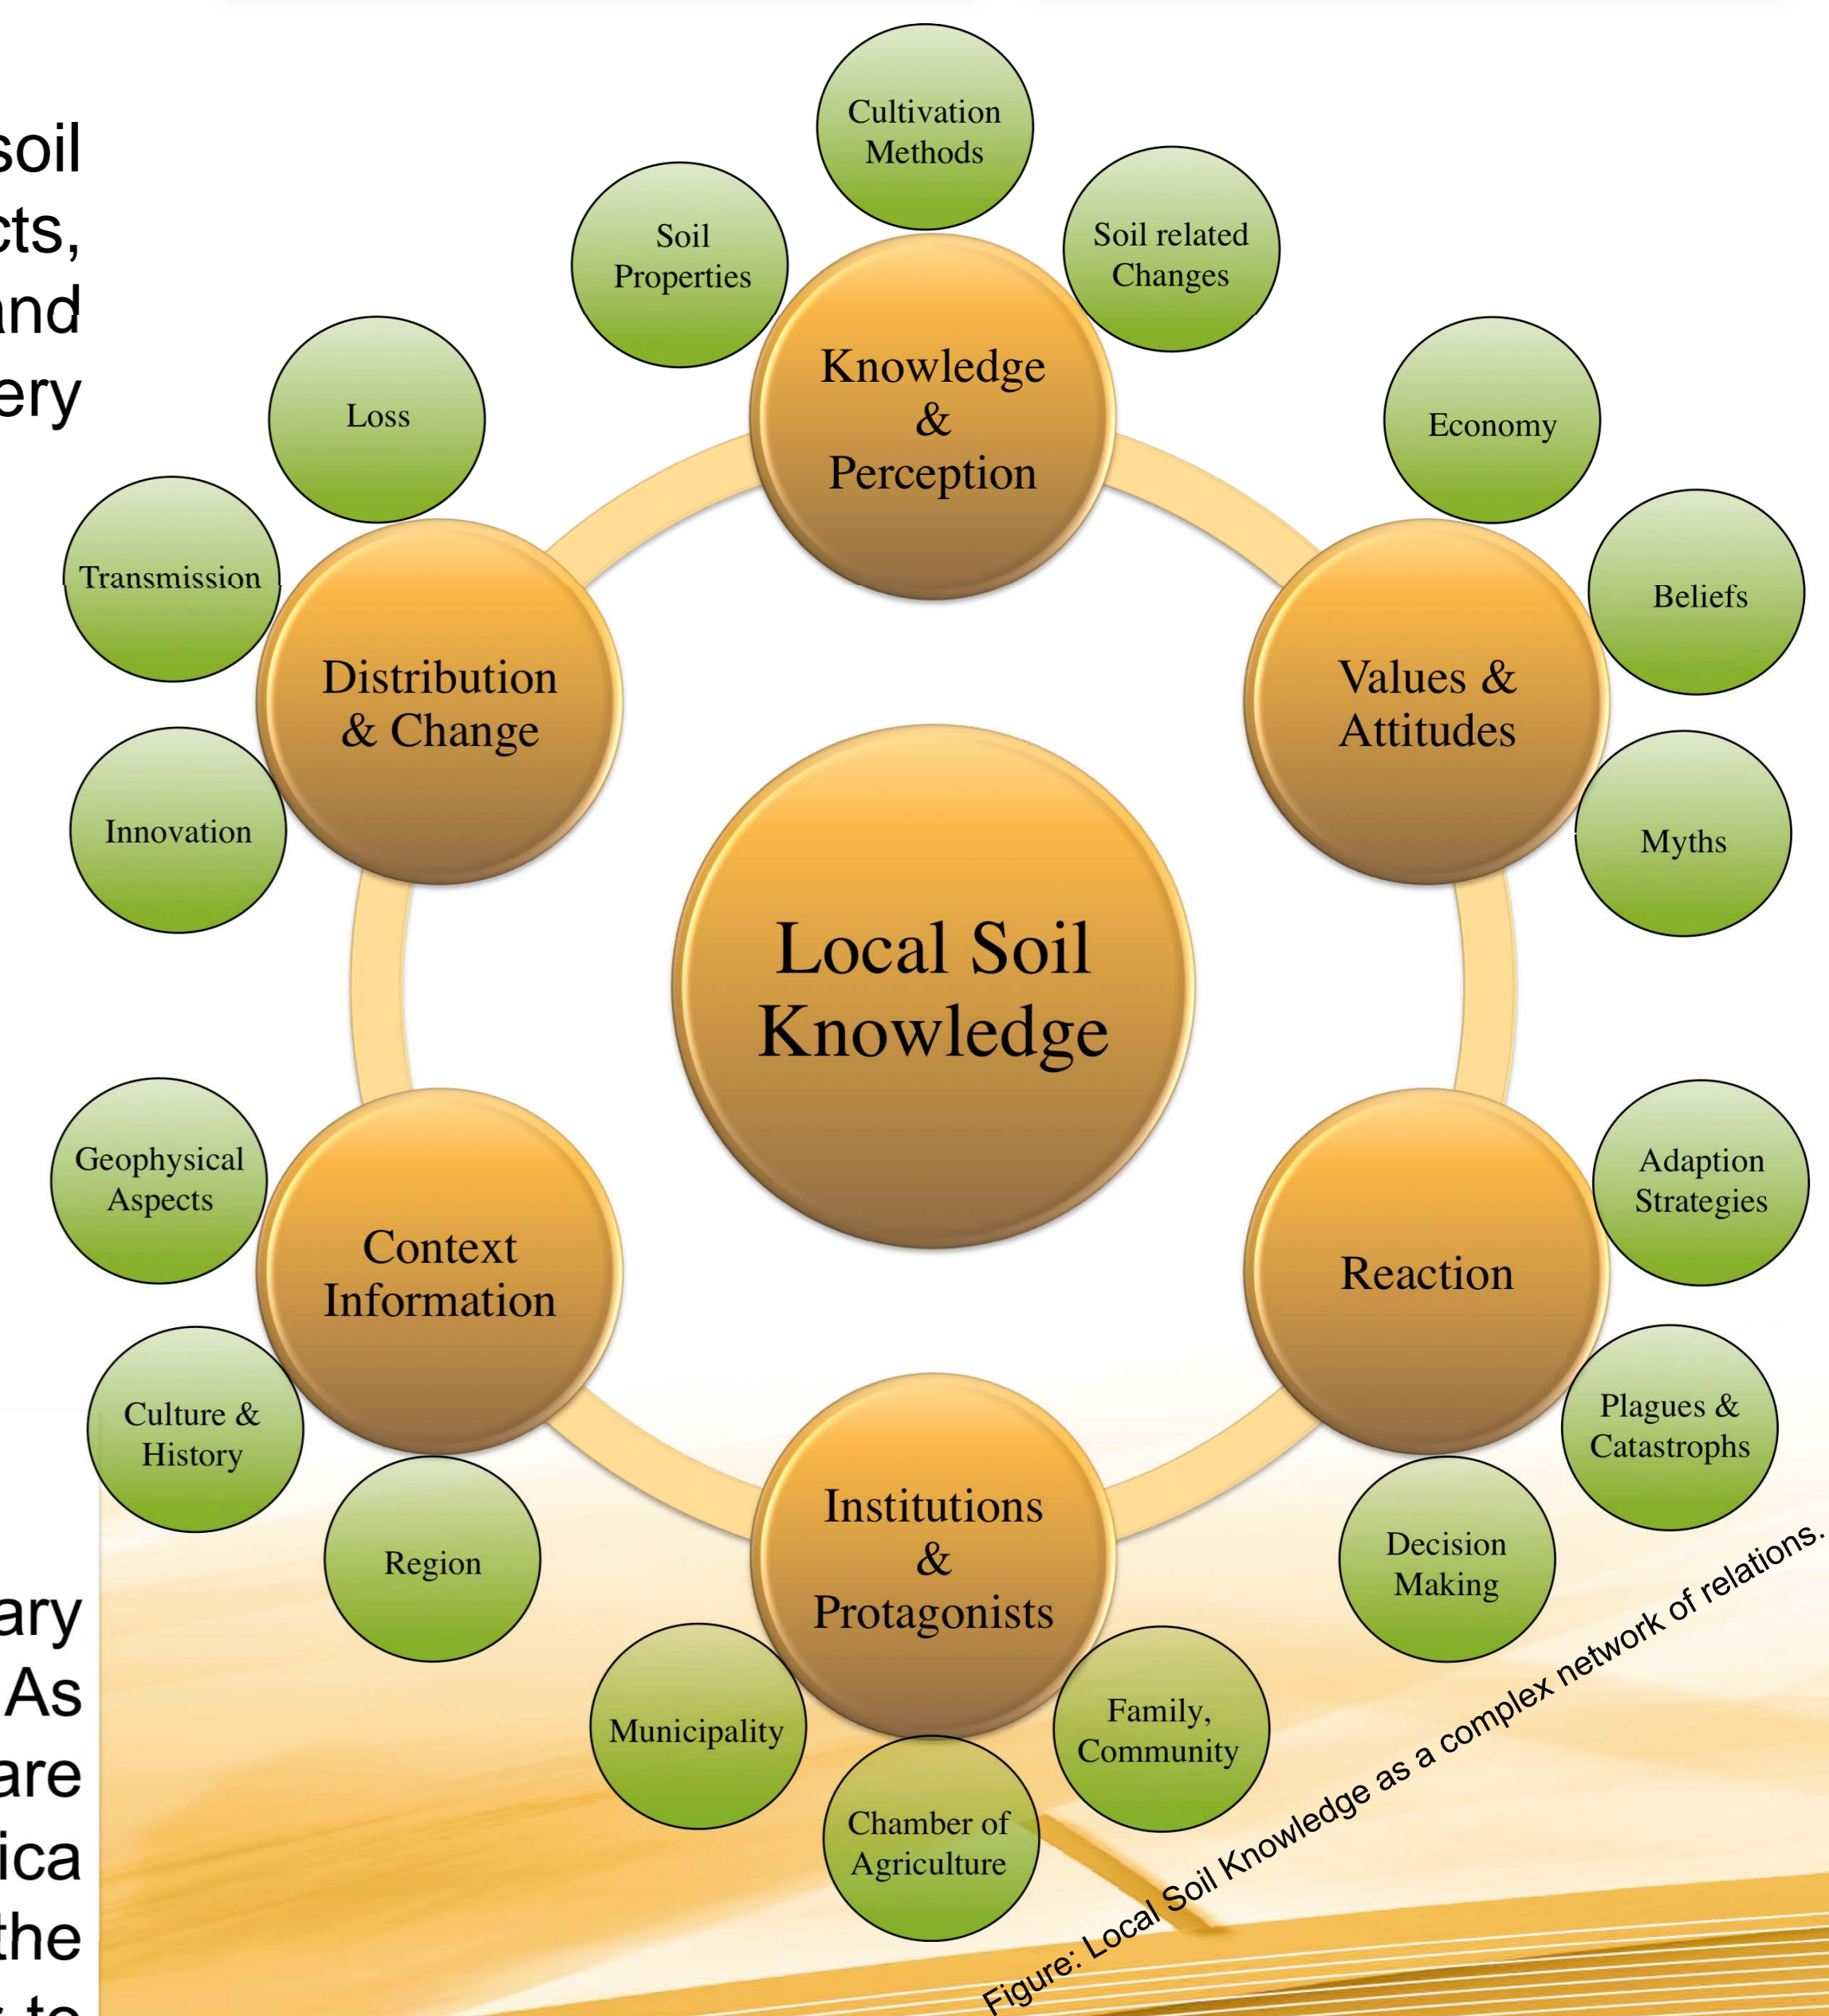 soil
cts,
and
ery
Cultivation
Methods
Soil
Properties
Soil related
Changes
Knowledge
&
Perception
Loss
Transmission
Innovation
Distribution
& Change
Economy
Beliefs
Myths
Values &
Attitudes
Local Soil
Knowledge
Geophysical
Aspects
Culture &
History
Region
Context
Information
Adaption
Strategies
Plagues &
Catastrophs
Decision
Making
Reaction
Institutions
&
Protagonists
Municipality
Chamber of
Agriculture
Family,
Community
ary
As
are
ica
the
to
Figure: Local Soil Knowledge as a complex network of relations.